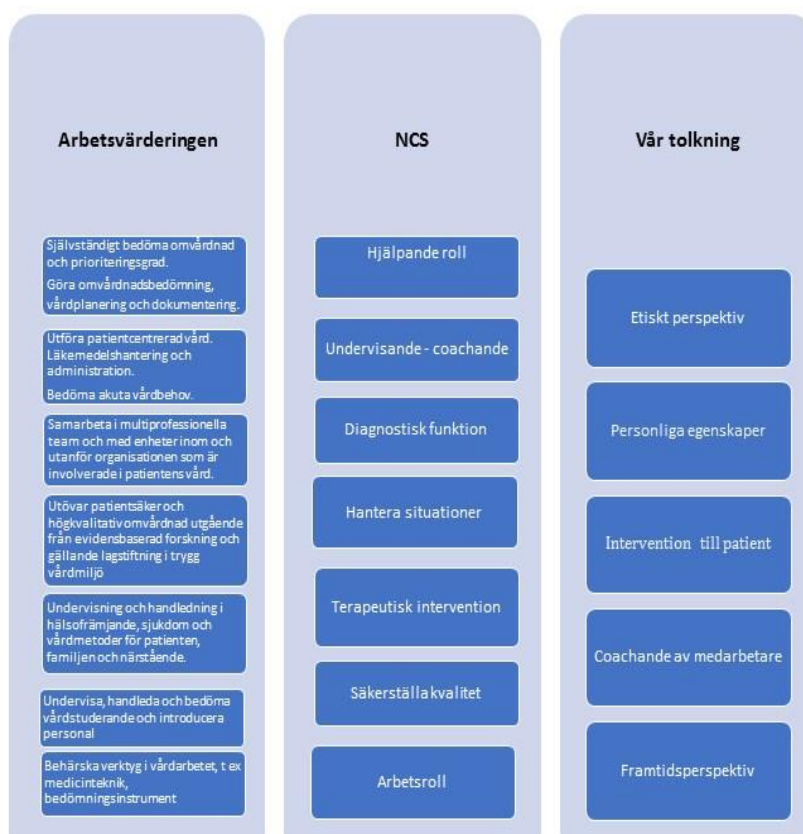 Arbetsvärderingen
Självständigt bedöma omvårdnad
och prioriteringsgrad.
Göra omvårdnadsbedömning,
vårdplanering och dokumentering.
Utföra patientcentrerad vård.
Läkemedelshantering och
administration.
Bedöma akuta vårdbehov.
Samarbeta i multiprofessionella
team och med enheter inom och
utanför organisationen som är
involverade i patientens vård.
Utövar patientsäker och
högkvalitativ omvårdnad utgående
från evidensbaserad forskning och
gällande lagstiftning i trygg
vårdmiljö
Undervisning och handledning i
hälsofrämjande, sjukdom och
vårdmetoder för patienten,
familjen och närstående.
Undervisa, handleda och bedöma
vårdstuderande och introducera
personal
Behärska verktyg i vårdarbetet, t ex
medicinteknik,
bedömningsinstrument
NCS
Hjälpande roll
Undervisande - coachande
Diagnostisk funktion
Hantera situationer
Terapeutisk intervention
Säkerställa kvalitet
Arbetsroll
Vår tolkning
Etiskt perspektiv
Personliga egenskaper
Intervention till patient
Coachande av medarbetare
Framtidsperspektiv